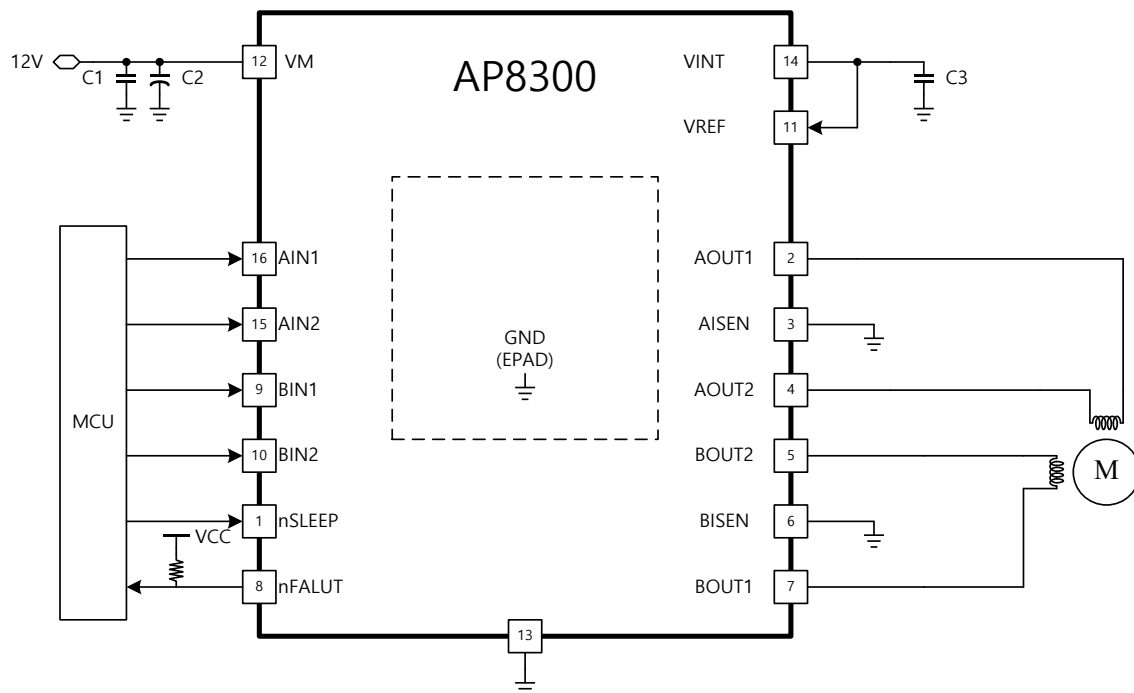 12V
C1
C2
12
VM
AP8300
VINT
14
C3
VREF
11
MCU
16
AIN1
15
AIN2
9
BIN1
10
BIN2
1
nSLEEP
VCC
8
nFALUT
GND
(EPAD)
AOUT1
2
AISEN
3
AOUT2
4
BOUT2
5
BISEN
6
BOUT1
7
M
13